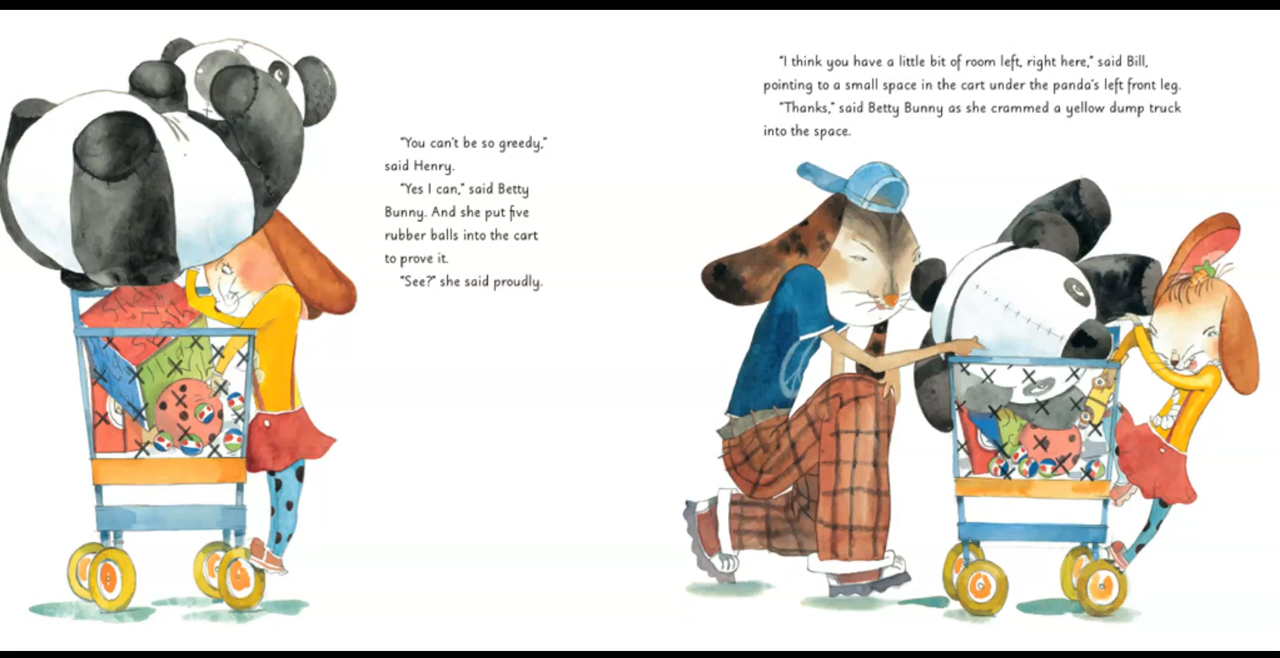 "You can't be so greedy,"
said Henry.
"Yes I can," said Betty
Bunny. And she put five
rubber balls into the cart
to prove it.
"See?" she said proudly.
"I think you have a little bit of room left, right here," said Bill,
pointing to a small space in the cart under the panda's left front leg.
"Thanks," said Betty Bunny as she crammed a yellow dump truck
into the space.